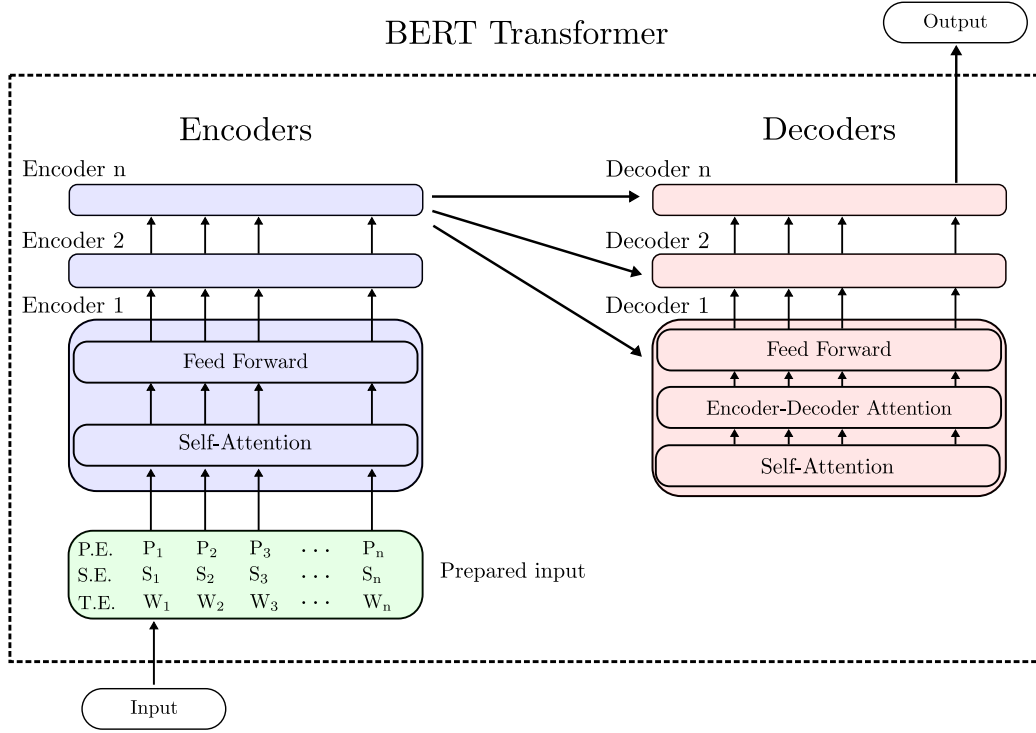 Output
BERT Transformer
Encoders
Decoders
Encoder n
Decoder n
Encoder 2
Decoder 2
Encoder 1
Decoder 1
Feed Forward
Feed Forward
Encoder-Decoder Attention
Self-Attention
Self-Attention
P.E. P₁ P₂ P₃ ··· Pₙ
S.E. S₁ S₂ S₃ ··· Sₙ
T.E. W₁ W₂ W₃ ··· Wₙ
Prepared input
Input